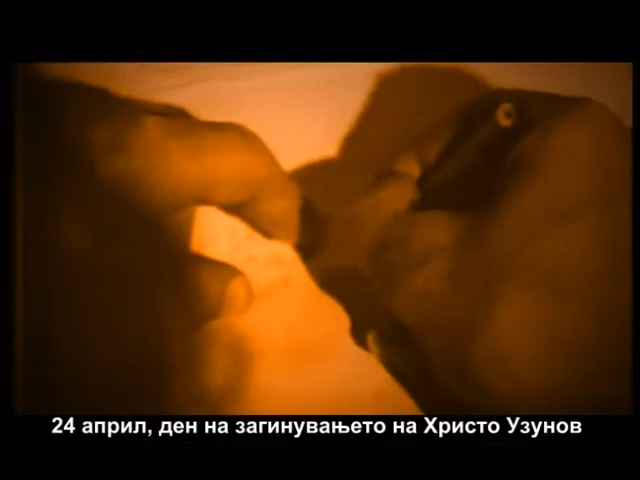 24 април, ден на загинувањето на Христо Узунов